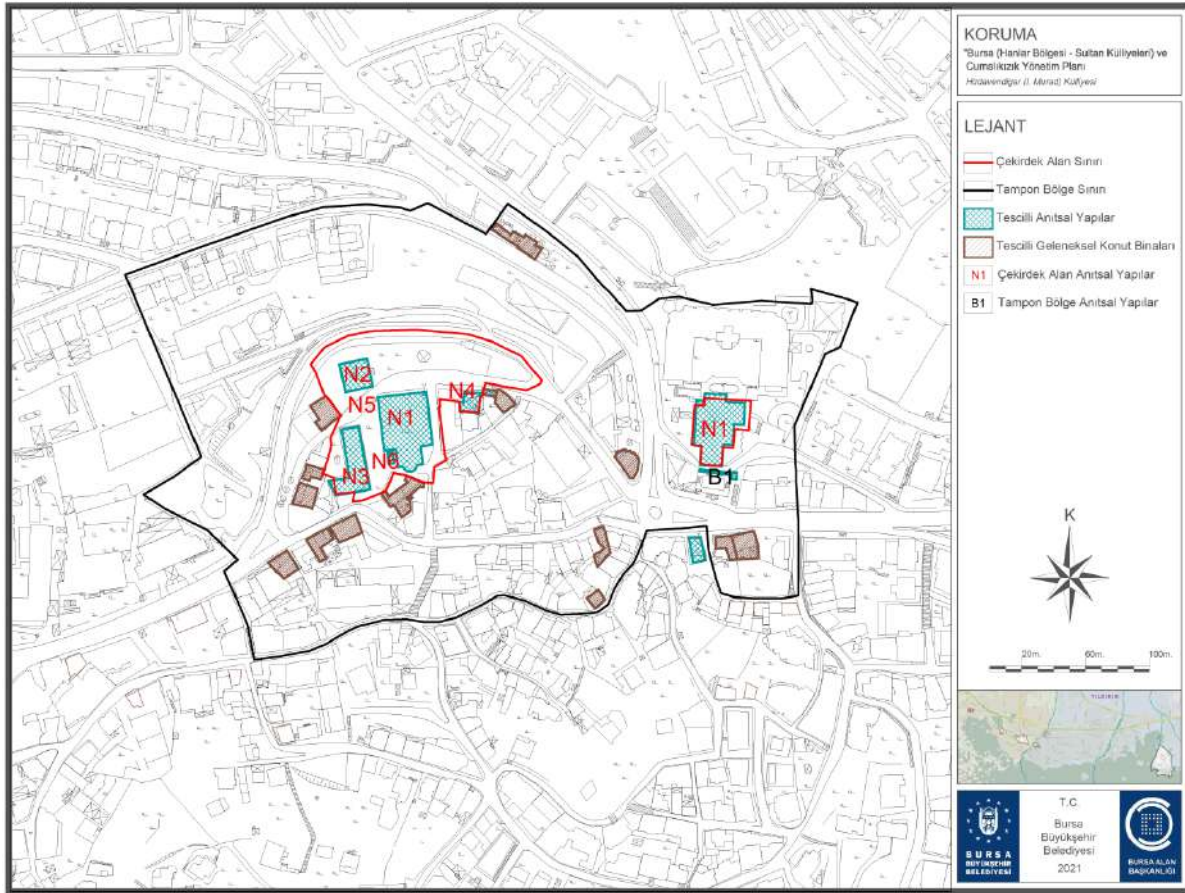 KORUMA
"Bursa (Hanlar Bölgesi - Sultan Külliyeleri) ve
Cumalıkızık Yönetim Planı
Hüdavendigar (I. Murad) Külliyesi
LEJANT
Çekirdek Alan Sınırı
Tampon Bölge Sınırı
Tescilli Anıtsal Yapılar
Tescilli Geleneksel Konut Binaları
N1 Çekirdek Alan Anıtsal Yapılar
B1 Tampon Bölge Anıtsal Yapılar
N2
N4
N5
N1
N1
N6
N3
B1
K
20m. 60m. 100m.
YILDIRIM
BURSA
BÜYÜKŞEHİR
BELEDİYESİ
T.C.
Bursa
Büyükşehir
Belediyesi
2021
BURSA ALAN
BAŞKANLIĞI